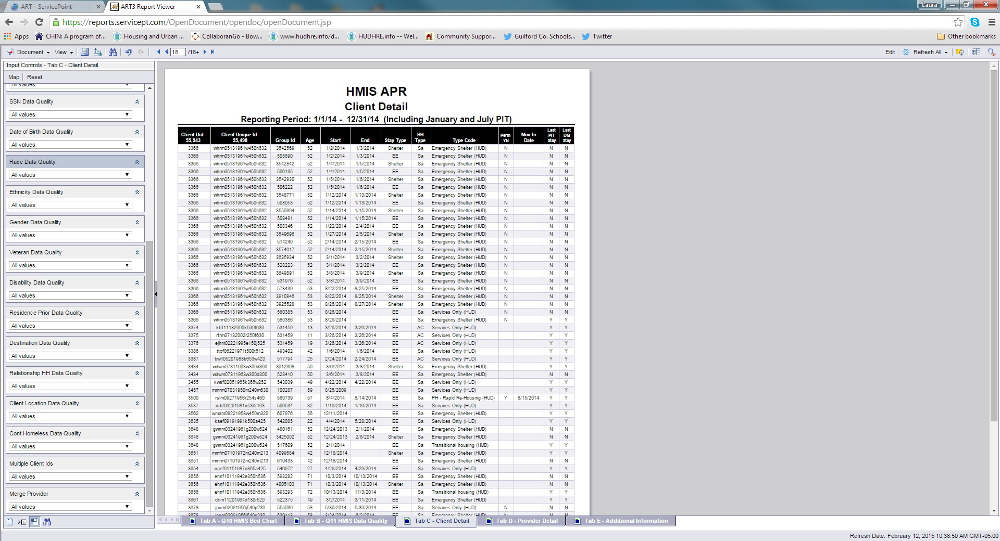 ART - ServicePoint
ART3 Report Viewer
Laura
https://reports.servicept.com/OpenDocument/opendoc/openDocument.jsp
Apps CHIN: A program of... Housing and Urban ... CollaboranGo - Bow... www.hudhre.info/d... HUDHRE.info -- Wel... Community Suppor... Guilford Co. Schools... Twitter Other bookmarks
Document View 18 /18+ Edit Refresh All
Input Controls - Tab C - Client Detail
Map Reset
All values
SSN Data Quality
All values
Date of Birth Data Quality
All values
Race Data Quality
All values
Ethnicity Data Quality
All values
Gender Data Quality
All values
Veteran Data Quality
All values
Disability Data Quality
All values
Residence Prior Data Quality
All values
Destination Data Quality
All values
Relationship HH Data Quailty
All values
Client Location Data Quality
All values
Cont Homeless Data Quality
All values
Multiple Client Ids
All values
Merge Provider
All values
HMIS APR
Client Detail
Reporting Period: 1/1/14 - 12/31/14 (Including January and July PIT)
Client Uid 55,943 Client Unique Id 55,498 Group Id Age Start End Stay Type HH Type Type Code Perm YN Mov-In Date Last PIT Stay Last DQ Stay
3366 whrm05131961w450h632 3542569 52 1/2/2014 1/3/2014 Shelter Sa Emergency Shelter (HUD) N N N
3366 whrm05131961w450h632 505890 52 1/2/2014 1/3/2014 EE Sa Emergency Shelter (HUD) N N N
3366 whrm05131961w450h632 3542842 52 1/4/2014 1/5/2014 Shelter Sa Emergency Shelter (HUD) N N N
3366 whrm05131961w450h632 506135 52 1/4/2014 1/5/2014 EE Sa Emergency Shelter (HUD) N N N
3366 whrm05131961w450h632 3542930 52 1/5/2014 1/6/2014 Shelter Sa Emergency Shelter (HUD) N N N
3366 whrm05131961w450h632 506222 52 1/5/2014 1/6/2014 EE Sa Emergency Shelter (HUD) N N N
3366 whrm05131961w450h632 3548771 52 1/12/2014 1/13/2014 Shelter Sa Emergency Shelter (HUD) N N N
3366 whrm05131961w450h632 508053 52 1/12/2014 1/13/2014 EE Sa Emergency Shelter (HUD) N N N
3366 whrm05131961w450h632 3550304 52 1/14/2014 1/15/2014 Shelter Sa Emergency Shelter (HUD) N N N
3366 whrm05131961w450h632 508481 52 1/14/2014 1/15/2014 EE Sa Emergency Shelter (HUD) N N N
3366 whrm05131961w450h632 508346 52 1/22/2014 2/4/2014 EE Sa Emergency Shelter (HUD) N N N
3366 whrm05131961w450h632 3549696 52 1/27/2014 2/5/2014 Shelter Sa Emergency Shelter (HUD) N N N
3366 whrm05131961w450h632 514240 52 2/14/2014 2/15/2014 EE Sa Emergency Shelter (HUD) N N N
3366 whrm05131961w450h632 3574617 52 2/14/2014 2/15/2014 Shelter Sa Emergency Shelter (HUD) N N N
3366 whrm05131961w450h632 3635934 52 3/1/2014 3/2/2014 Shelter Sa Emergency Shelter (HUD) N N N
3366 whrm05131961w450h632 528223 52 3/1/2014 3/2/2014 EE Sa Emergency Shelter (HUD) N N N
3366 whrm05131961w450h632 3649891 52 3/8/2014 3/9/2014 Shelter Sa Emergency Shelter (HUD) N N N
3366 whrm05131961w450h632 531976 52 3/8/2014 3/9/2014 EE Sa Emergency Shelter (HUD) N N N
3366 whrm05131961w450h632 578439 53 8/22/2014 8/25/2014 EE Sa Emergency Shelter (HUD) N N N
3366 whrm05131961w450h632 3910846 53 8/22/2014 8/25/2014 Shelter Sa Emergency Shelter (HUD) N N N
3366 whrm05131961w450h632 3925528 53 8/26/2014 8/27/2014 Shelter Sa Emergency Shelter (HUD) N N N
3366 whrm05131961w450h632 580385 53 8/26/2014 EE Sa Services Only (HUD) N N N
3366 whrm05131961w450h632 580386 53 8/26/2014 EE Sa Emergency Shelter (HUD) N Y Y
3374 kfrf11182000k560f630 531459 13 3/26/2014 3/26/2014 EE AC Services Only (HUD) Y Y
3375 rfrm07132002r250f630 531459 11 3/26/2014 3/26/2014 EE AC Services Only (HUD) Y Y
3376 ejhm02221995e150j525 531459 19 3/26/2014 3/26/2014 EE AC Services Only (HUD) Y Y
3386 ttof06221971t500t512 493402 42 1/6/2014 1/6/2014 EE Sa Services Only (HUD) Y Y
3387 bwlf05201988b653w420 517794 25 2/24/2014 2/24/2014 EE AC Services Only (HUD) Y Y
3434 wdwm07311963w300d300 3612308 50 3/6/2014 3/8/2014 Shelter Sa Emergency Shelter (HUD) Y Y
3434 wdwm07311963w300d300 523410 50 3/6/2014 3/8/2014 EE Sa Emergency Shelter (HUD) N N
3455 kwsf02051965k365w252 543039 49 4/22/2014 4/22/2014 EE Sa Services Only (HUD) Y Y
3457 mmrm07031950m240m630 100287 59 8/25/2009 EE Sa Services Only (HUD) Y Y
3500 rslm09271956r254s460 580739 57 8/4/2014 8/14/2014 EE Sa PH - Rapid Re-Housing (HUD) Y 8/15/2014 Y Y
3537 crbf06291981c536r163 506534 32 1/16/2014 1/16/2014 EE Sa Services Only (HUD) Y Y
3562 wmam08221958w450m320 607976 56 12/11/2014 EE Sa Emergency Shelter (HUD) Y Y
3635 kaef09191991k500a425 542085 22 4/4/2014 5/28/2014 EE Sa Services Only (HUD) Y Y
3648 gwnm03241961g200w524 480161 52 12/24/2013 2/1/2014 EE Sa Emergency Shelter (HUD) N N
3648 gwnm03241961g200w524 3425002 52 12/24/2013 2/6/2014 Shelter Sa Emergency Shelter (HUD) N N
3648 gwnm03241961g200w524 517609 52 2/1/2014 EE Sa Transitional housing (HUD) Y Y
3651 mmfm07101972m240m213 4099584 42 12/18/2014 Shelter Sa Emergency Shelter (HUD) Y Y
3651 mmfm07101972m240m213 610433 42 12/18/2014 EE Sa Emergency Shelter (HUD) N N
3654 caef01151987c365a425 546972 27 4/29/2014 4/29/2014 EE Sa Services Only (HUD) Y Y
3656 ehnf10111942e350h536 593282 71 10/3/2014 10/13/2014 EE Sa Emergency Shelter (HUD) N N
3656 ehnf10111942e350h536 4005103 71 10/3/2014 10/13/2014 Shelter Sa Emergency Shelter (HUD) N N
3656 ehnf10111942e350h536 593293 72 10/13/2014 11/3/2014 EE Sa Transitional housing (HUD) Y Y
3661 drim11201964d130r520 522375 49 3/2/2014 3/11/2014 EE Sa Emergency Shelter (HUD) Y Y
3678 jpcm02091956j540p230 555030 58 5/30/2014 5/30/2014 EE Sa Services Only (HUD) N N N
Tab A - Q10 HMIS Bed Chart Tab B - Q11 HMIS Data Quality Tab C - Client Detail Tab D - Provider Detail Tab E - Additional Information
Refresh Date: February 12, 2015 10:38:50 AM GMT-05:00